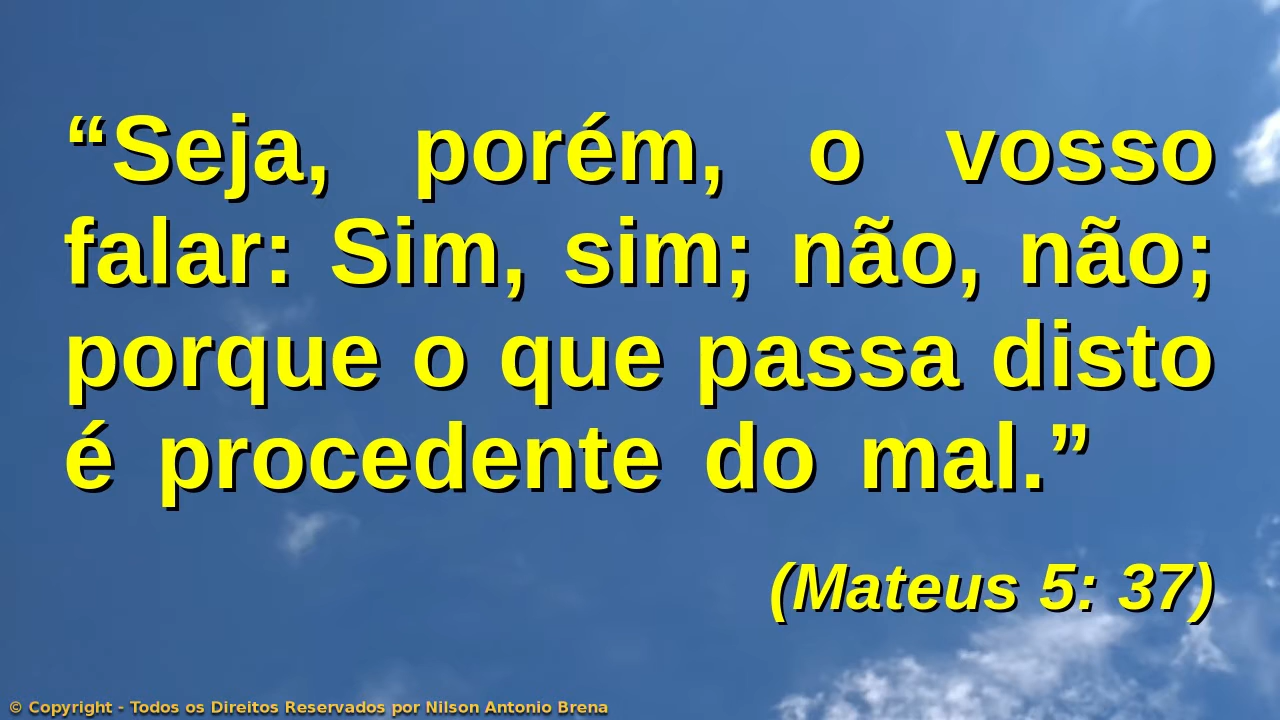 “Seja, porém, o vosso
falar: Sim, sim; não, não;
porque o que passa disto
é procedente do mal.”
(Mateus 5: 37)
© Copyright - Todos os Direitos Reservados por Nilson Antonio Brena